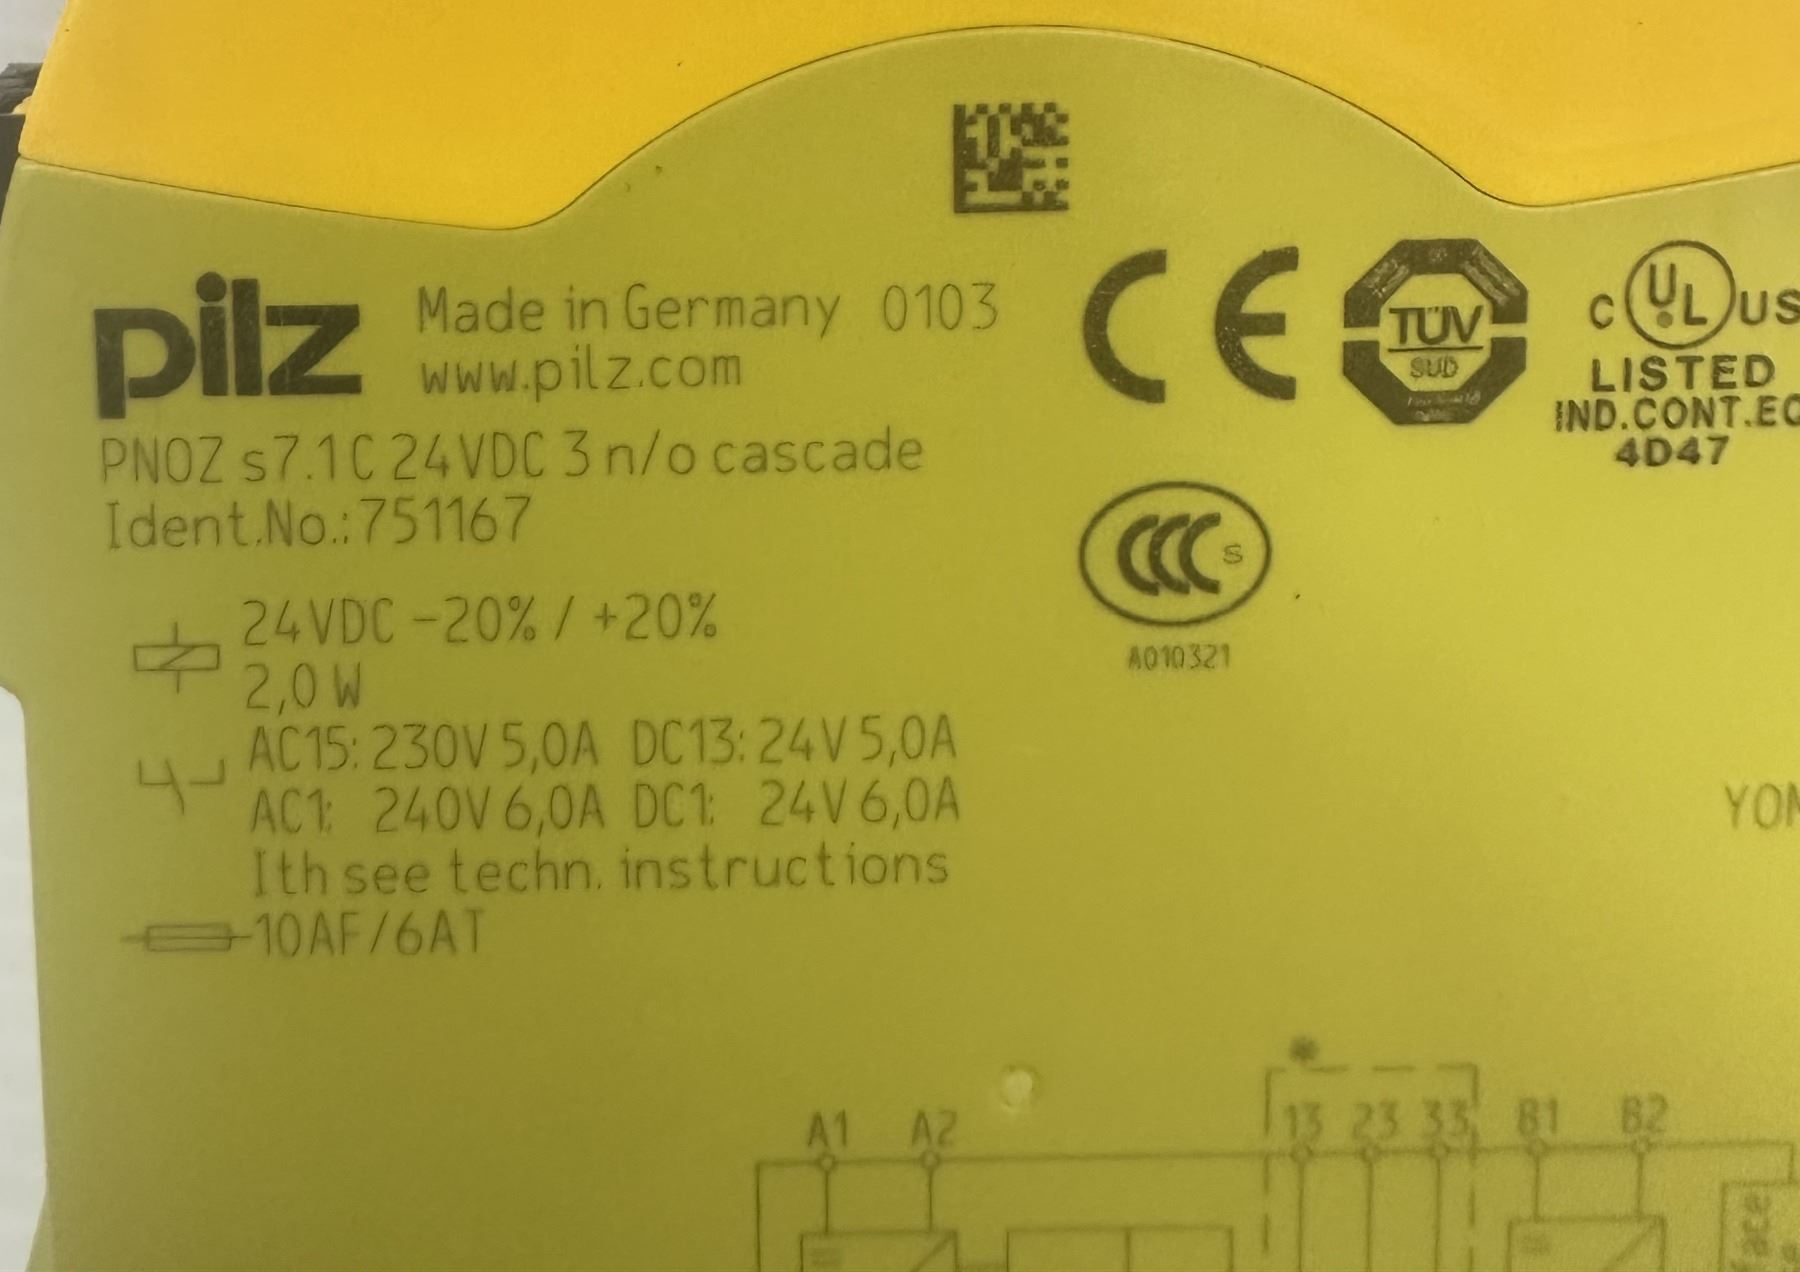 pilz Made in Germany 0103
www.pilz.com
PNOZ s7.1C 24VDC 3 n/o cascade
Ident.No.:751167
24VDC -20% / +20%
2,0 W
AC15: 230V 5,0A DC13: 24V 5,0A
AC1: 240V 6,0A DC1: 24V 6,0A
Ith see techn. instructions
10AF/6AT
CE
TÜV
SÜD
C UL US
LISTED
IND.CONT.EQ
4D47
CCC S
A010321
*
A1 A2 13 23 33 B1 B2